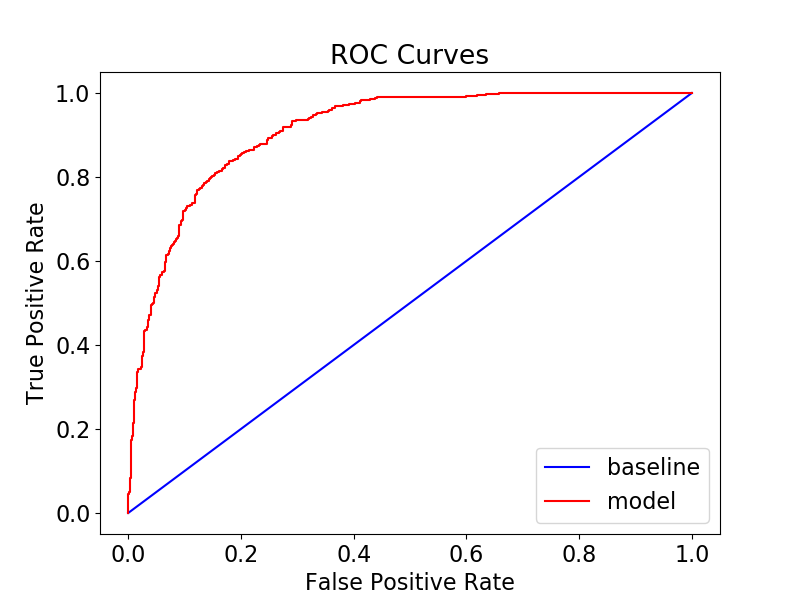 ROC Curves
True Positive Rate
1.0
0.8
0.6
0.4
0.2
0.0
baseline
model
0.0 0.2 0.4 0.6 0.8 1.0
False Positive Rate